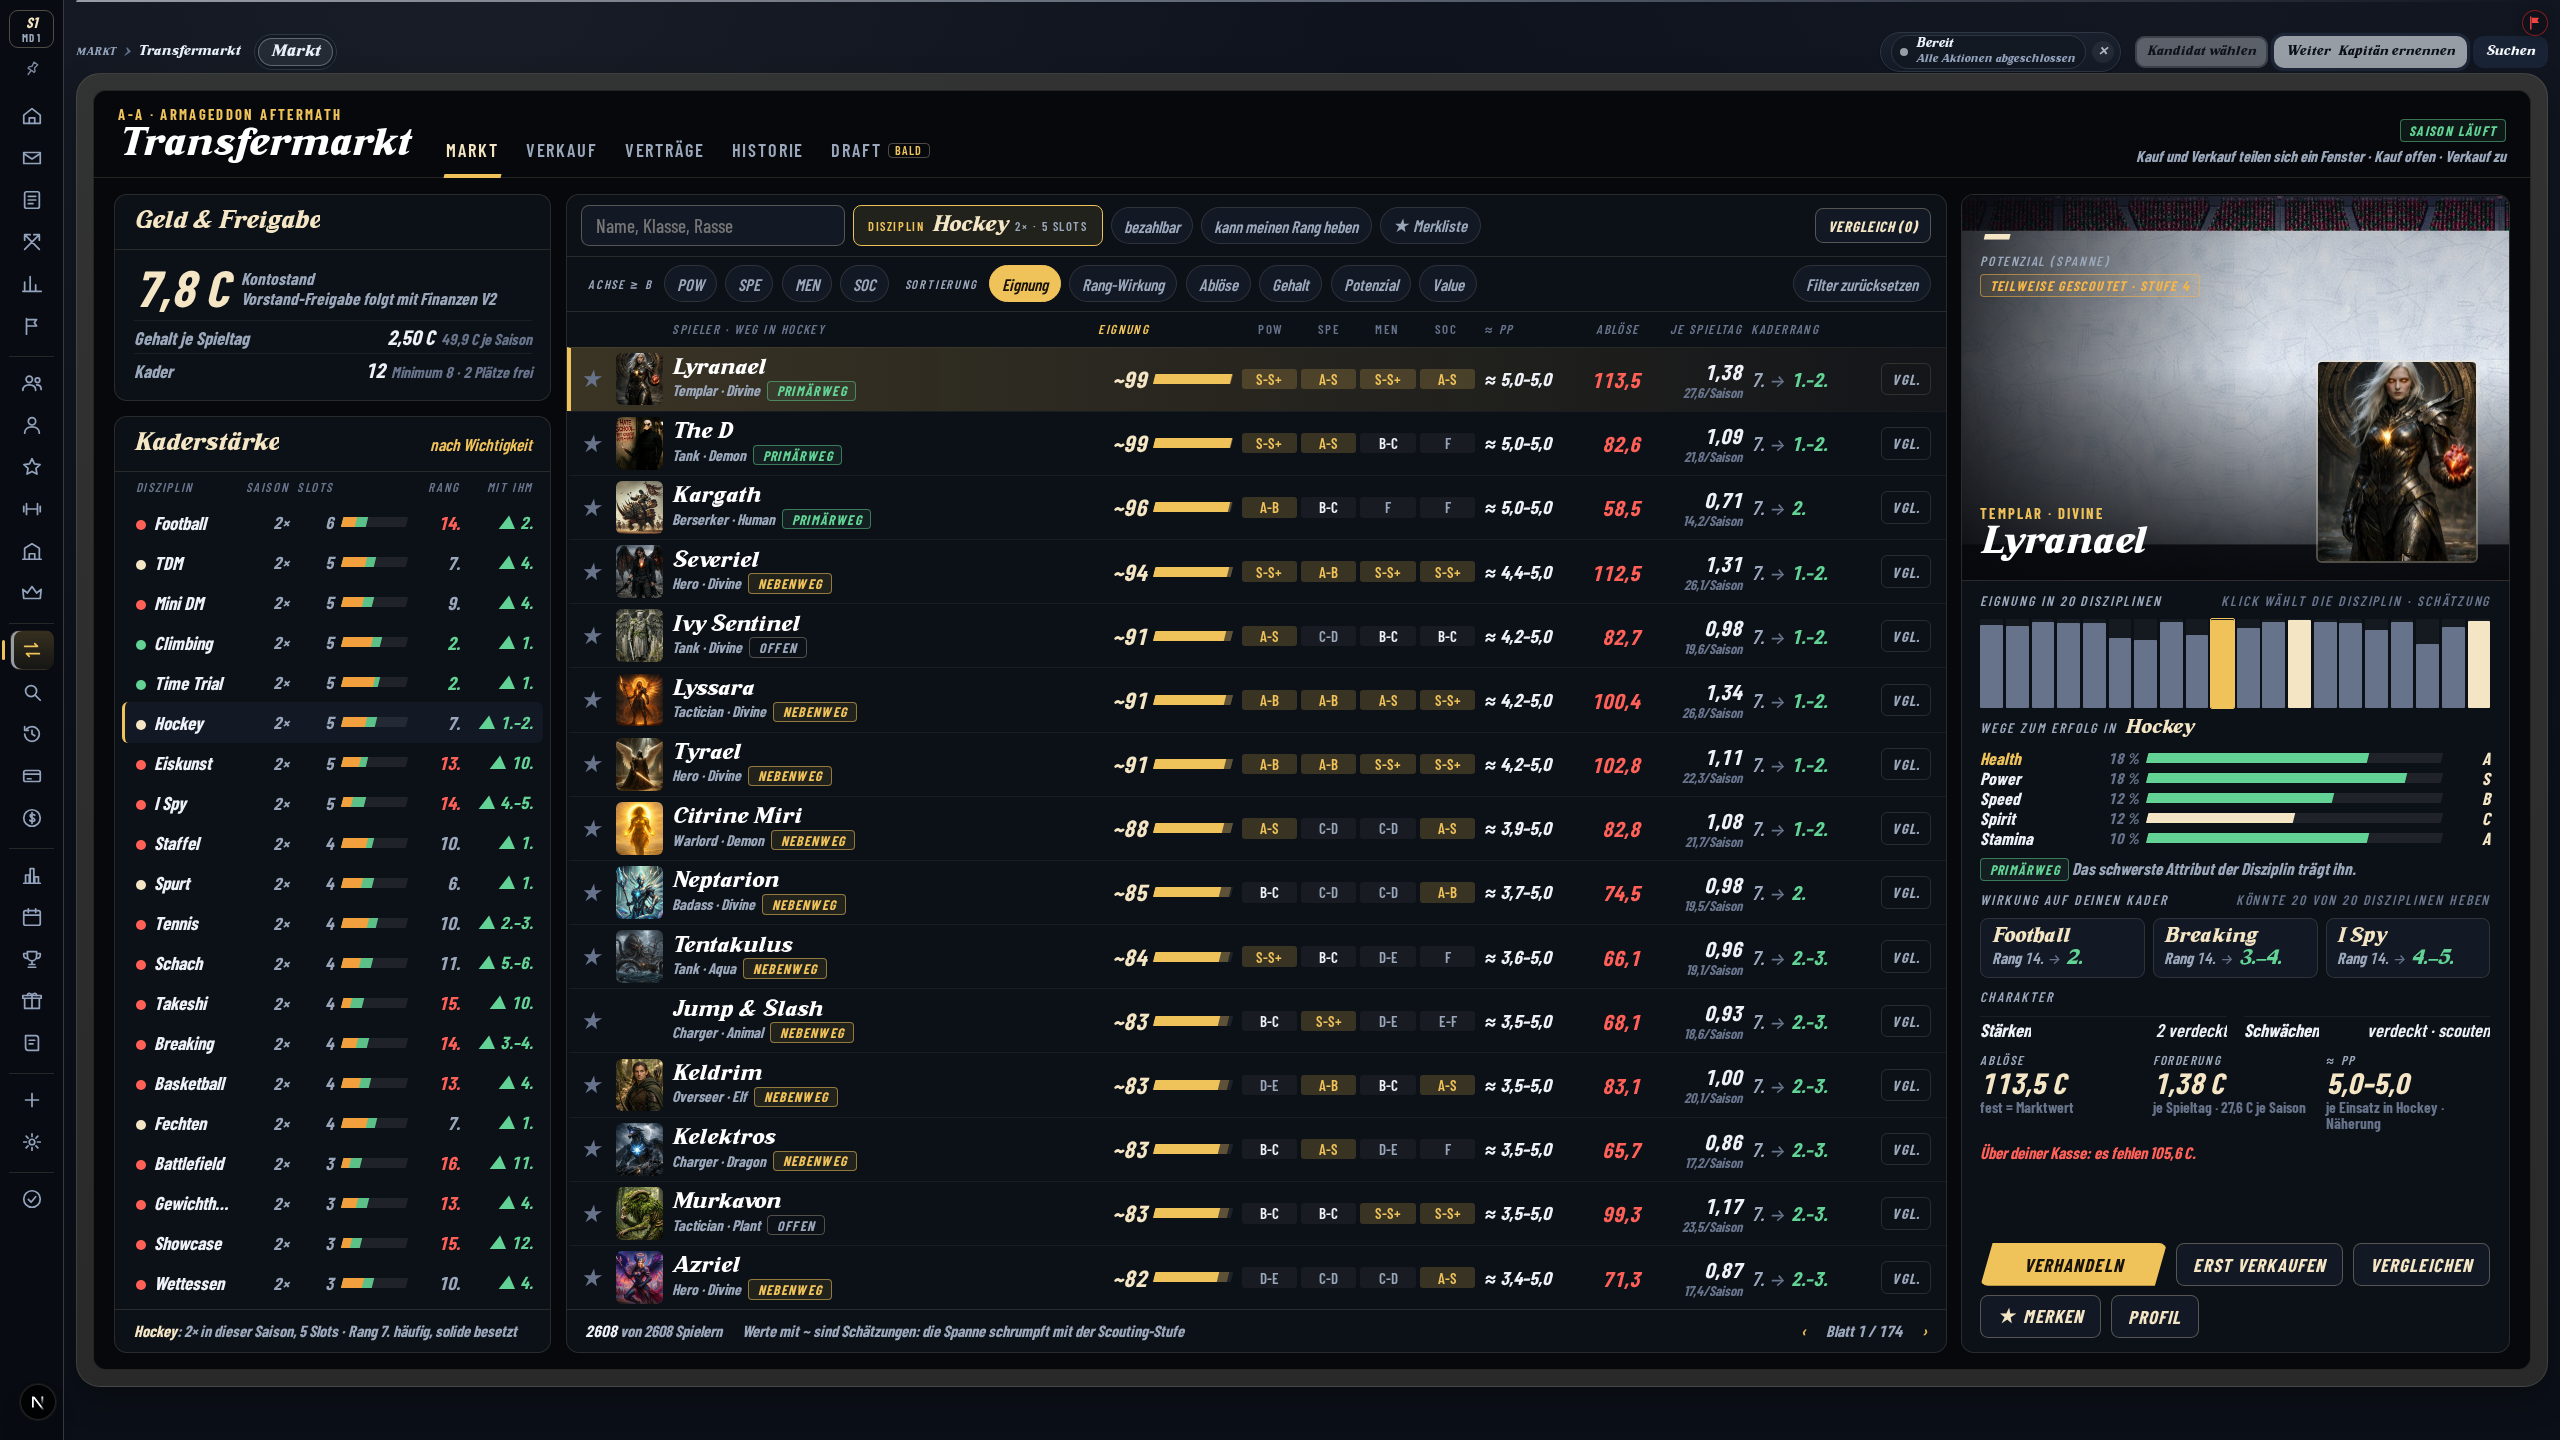 S1
MD 1
MARKT › Transfermarkt Markt
Bereit
Alle Aktionen abgeschlossen
Kandidat wählen
Weiter Kapitän ernennen
Suchen
A-A · ARMAGEDDON AFTERMATH
Transfermarkt
MARKT VERKAUF VERTRÄGE HISTORIE DRAFT BALD
SAISON LÄUFT
Kauf und Verkauf teilen sich ein Fenster · Kauf offen · Verkauf zu
Geld & Freigabe
7,8 C Kontostand
Vorstand-Freigabe folgt mit Finanzen V2
Gehalt je Spieltag 2,50 C 49,9 C je Saison
Kader 12 Minimum 8 · 2 Plätze frei
Kaderstärke nach Wichtigkeit
DISZIPLIN SAISON SLOTS RANG MIT IHM
Football 2× 6 14. ▲ 2.
TDM 2× 5 7. ▲ 4.
Mini DM 2× 5 9. ▲ 4.
Climbing 2× 5 2. ▲ 1.
Time Trial 2× 5 2. ▲ 1.
Hockey 2× 5 7. ▲ 1.–2.
Eiskunst 2× 5 13. ▲ 10.
I Spy 2× 5 14. ▲ 4.–5.
Staffel 2× 4 10. ▲ 1.
Spurt 2× 4 6. ▲ 1.
Tennis 2× 4 10. ▲ 2.–3.
Schach 2× 4 11. ▲ 5.–6.
Takeshi 2× 4 15. ▲ 10.
Breaking 2× 4 14. ▲ 3.–4.
Basketball 2× 4 13. ▲ 4.
Fechten 2× 4 7. ▲ 1.
Battlefield 2× 3 16. ▲ 11.
Gewichth... 2× 3 13. ▲ 4.
Showcase 2× 3 15. ▲ 12.
Wettessen 2× 3 10. ▲ 4.
Hockey: 2× in dieser Saison, 5 Slots · Rang 7. häufig, solide besetzt
Name, Klasse, Rasse
DISZIPLIN Hockey 2× · 5 SLOTS
bezahlbar
kann meinen Rang heben
★ Merkliste
VERGLEICH (0)
ACHSE ≥ B POW SPE MEN SOC SORTIERUNG Eignung Rang-Wirkung Ablöse Gehalt Potenzial Value Filter zurücksetzen
SPIELER · WEG IN HOCKEY EIGNUNG POW SPE MEN SOC ≈ PP ABLÖSE JE SPIELTAG KADERRANG
★ Lyranael ~99 S-S+ A-S S-S+ A-S ≈ 5,0–5,0 113,5 1,38 7. → 1.–2. VGL.
Templar · Divine PRIMÄRWEG 27,6/Saison
★ The D ~99 S-S+ A-S B-C F ≈ 5,0–5,0 82,6 1,09 7. → 1.–2. VGL.
Tank · Demon PRIMÄRWEG 21,8/Saison
★ Kargath ~96 A-B B-C F F ≈ 5,0–5,0 58,5 0,71 7. → 2. VGL.
Berserker · Human PRIMÄRWEG 14,2/Saison
★ Severiel ~94 S-S+ A-B S-S+ S-S+ ≈ 4,4–5,0 112,5 1,31 7. → 1.–2. VGL.
Hero · Divine NEBENWEG 26,1/Saison
★ Ivy Sentinel ~91 A-S C-D B-C B-C ≈ 4,2–5,0 82,7 0,98 7. → 1.–2. VGL.
Tank · Divine OFFEN 19,6/Saison
★ Lyssara ~91 A-B A-B A-S S-S+ ≈ 4,2–5,0 100,4 1,34 7. → 1.–2. VGL.
Tactician · Divine NEBENWEG 26,8/Saison
★ Tyrael ~91 A-B A-B S-S+ S-S+ ≈ 4,2–5,0 102,8 1,11 7. → 1.–2. VGL.
Hero · Divine NEBENWEG 22,3/Saison
★ Citrine Miri ~88 A-S C-D C-D A-S ≈ 3,9–5,0 82,8 1,08 7. → 1.–2. VGL.
Warlord · Demon NEBENWEG 21,7/Saison
★ Neptarion ~85 B-C C-D C-D A-B ≈ 3,7–5,0 74,5 0,98 7. → 2. VGL.
Badass · Divine NEBENWEG 19,5/Saison
★ Tentakulus ~84 S-S+ B-C D-E F ≈ 3,6–5,0 66,1 0,96 7. → 2.–3. VGL.
Tank · Aqua NEBENWEG 19,1/Saison
★ Jump & Slash ~83 B-C S-S+ D-E E-F ≈ 3,5–5,0 68,1 0,93 7. → 2.–3. VGL.
Charger · Animal NEBENWEG 18,6/Saison
★ Keldrim ~83 D-E A-B B-C A-S ≈ 3,5–5,0 83,1 1,00 7. → 2.–3. VGL.
Overseer · Elf NEBENWEG 20,1/Saison
★ Kelektros ~83 B-C A-S D-E F ≈ 3,5–5,0 65,7 0,86 7. → 2.–3. VGL.
Charger · Dragon NEBENWEG 17,2/Saison
★ Murkavon ~83 B-C B-C S-S+ S-S+ ≈ 3,5–5,0 99,3 1,17 7. → 2.–3. VGL.
Tactician · Plant OFFEN 23,5/Saison
★ Azriel ~82 D-E C-D C-D A-S ≈ 3,4–5,0 71,3 0,87 7. → 2.–3. VGL.
Hero · Divine NEBENWEG 17,4/Saison
2608 von 2608 Spielern Werte mit ~ sind Schätzungen: die Spanne schrumpft mit der Scouting-Stufe ‹ Blatt 1 / 174 ›
POTENZIAL (SPANNE)
TEILWEISE GESCOUTET · STUFE 4
TEMPLAR · DIVINE
Lyranael
EIGNUNG IN 20 DISZIPLINEN KLICK WÄHLT DIE DISZIPLIN · SCHÄTZUNG
WEGE ZUM ERFOLG IN Hockey
Health 18 % A
Power 18 % S
Speed 12 % B
Spirit 12 % C
Stamina 10 % A
PRIMÄRWEG Das schwerste Attribut der Disziplin trägt ihn.
WIRKUNG AUF DEINEN KADER KÖNNTE 20 VON 20 DISZIPLINEN HEBEN
Football Breaking I Spy
Rang 14. → 2. Rang 14. → 3.–4. Rang 14. → 4.–5.
CHARAKTER
Stärken 2 verdeckt Schwächen verdeckt · scouten
ABLÖSE FORDERUNG ≈ PP
113,5 C 1,38 C 5,0–5,0
fest = Marktwert je Spieltag · 27,6 C je Saison je Einsatz in Hockey ·
Näherung
Über deiner Kasse: es fehlen 105,6 C.
VERHANDELN ERST VERKAUFEN VERGLEICHEN
★ MERKEN PROFIL
N